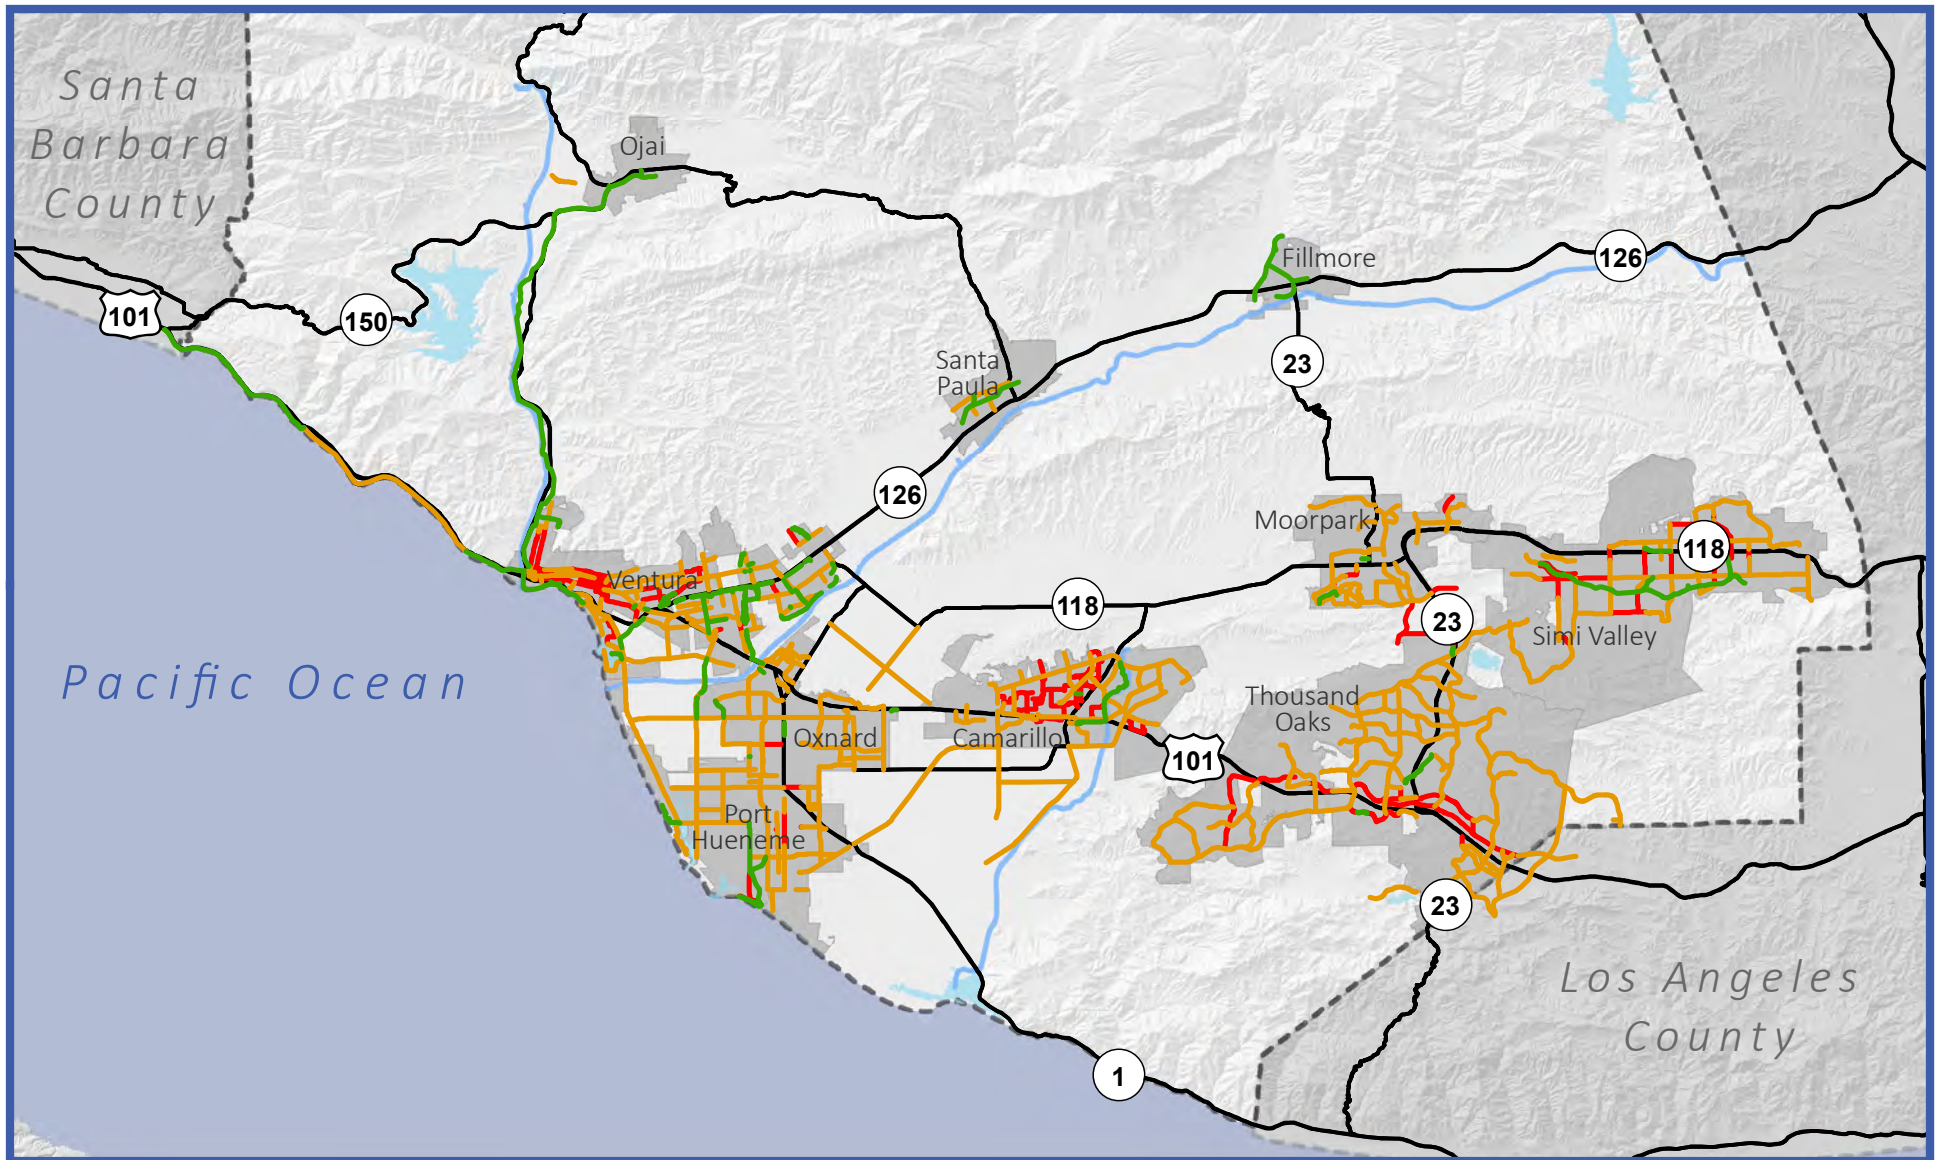 Santa
Barbara
County
Ojai
Fillmore
126
101
150
Santa
Paula
23
126
Moorpark
118
Ventura
118
23
Simi Valley
Pacific Ocean
Thousand
Oaks
Oxnard
Camarillo
101
Port
Hueneme
23
Los Angeles
County
1